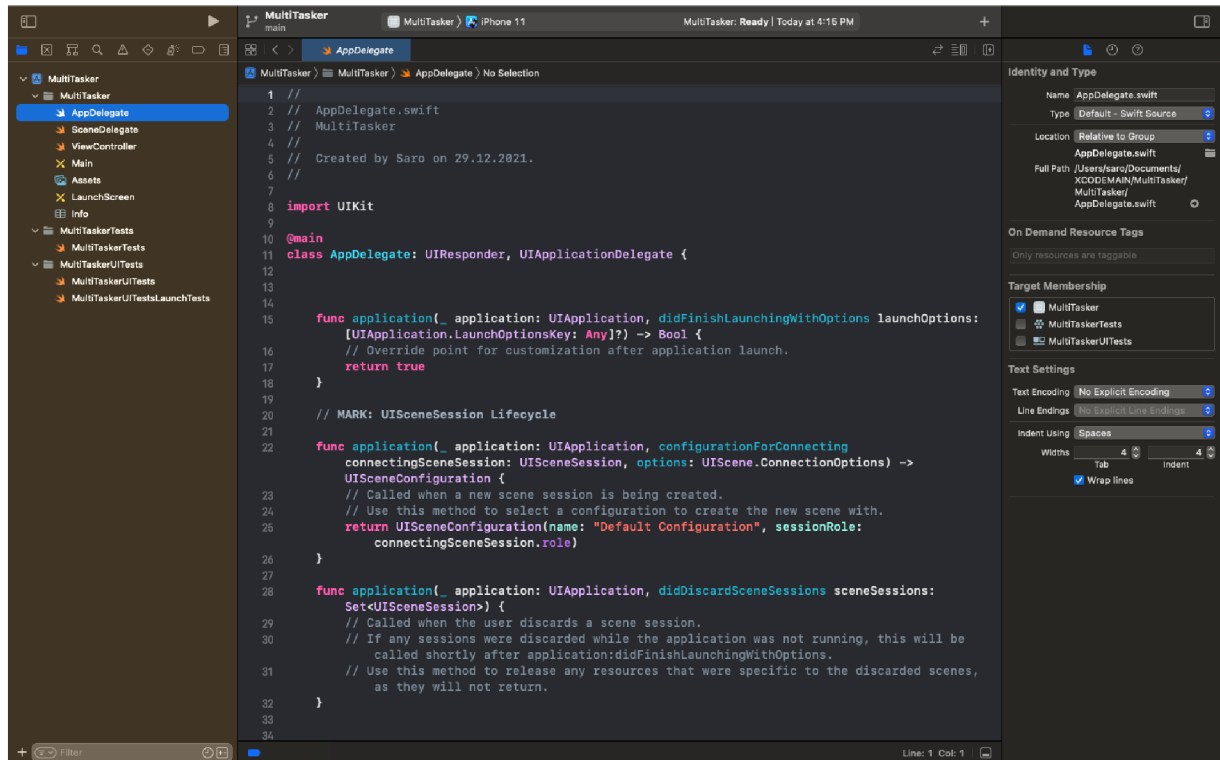 MultiTasker
main
MultiTasker 〉 iPhone 11
MultiTasker: Ready | Today at 4:15 PM
AppDelegate
MultiTasker 〉 MultiTasker 〉 AppDelegate 〉 No Selection
MultiTasker
MultiTasker
AppDelegate
SceneDelegate
ViewController
Main
Assets
LaunchScreen
Info
MultiTaskerTests
MultiTaskerTests
MultiTaskerUITests
MultiTaskerUITests
MultiTaskerUITestsLaunchTests
Filter
1 //
2 // AppDelegate.swift
3 // MultiTasker
4 //
5 // Created by Saro on 29.12.2021.
6 //
7
8 import UIKit
9
10 @main
11 class AppDelegate: UIResponder, UIApplicationDelegate {
12
13
14
15 func application(_ application: UIApplication, didFinishLaunchingWithOptions launchOptions:
[UIApplication.LaunchOptionsKey: Any]?) -> Bool {
16 // Override point for customization after application launch.
17 return true
18 }
19
20 // MARK: UISceneSession Lifecycle
21
22 func application(_ application: UIApplication, configurationForConnecting
connectingSceneSession: UISceneSession, options: UIScene.ConnectionOptions) ->
UISceneConfiguration {
23 // Called when a new scene session is being created.
24 // Use this method to select a configuration to create the new scene with.
25 return UISceneConfiguration(name: "Default Configuration", sessionRole:
connectingSceneSession.role)
26 }
27
28 func application(_ application: UIApplication, didDiscardSceneSessions sceneSessions:
Set<UISceneSession>) {
29 // Called when the user discards a scene session.
30 // If any sessions were discarded while the application was not running, this will be
called shortly after application:didFinishLaunchingWithOptions.
31 // Use this method to release any resources that were specific to the discarded scenes,
as they will not return.
32 }
33
34
Line: 1 Col: 1
Identity and Type
Name AppDelegate.swift
Type Default - Swift Source
Location Relative to Group
AppDelegate.swift
Full Path /Users/saro/Documents/
XCODEMAIN/MultiTasker/
MultiTasker/
AppDelegate.swift
On Demand Resource Tags
Only resources are taggable
Target Membership
MultiTasker
MultiTaskerTests
MultiTaskerUITests
Text Settings
Text Encoding No Explicit Encoding
Line Endings No Explicit Line Endings
Indent Using Spaces
Widths 4 4
Tab Indent
Wrap lines